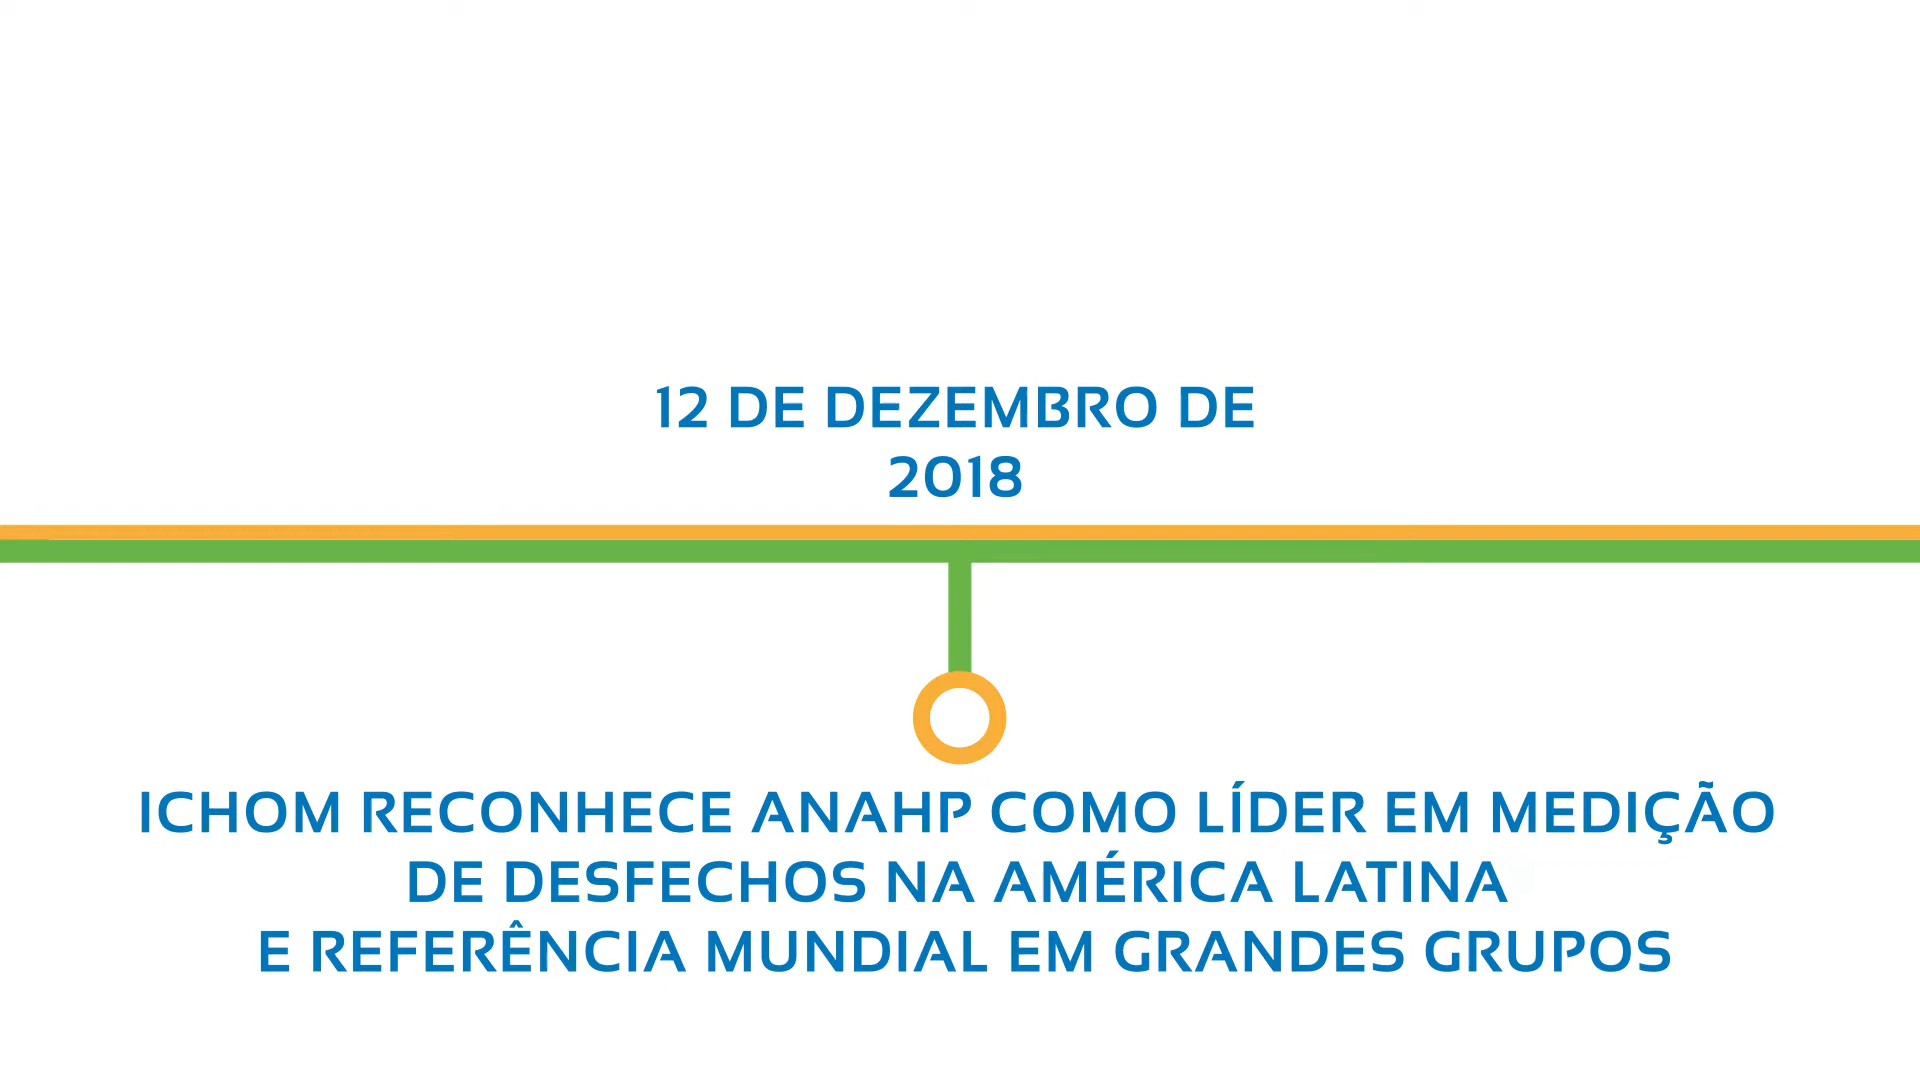 12 DE DEZEMBRO DE
2018
ICHOM RECONHECE ANAHP COMO LÍDER EM MEDIÇÃO
DE DESFECHOS NA AMÉRICA LATINA
E REFERÊNCIA MUNDIAL EM GRANDES GRUPOS